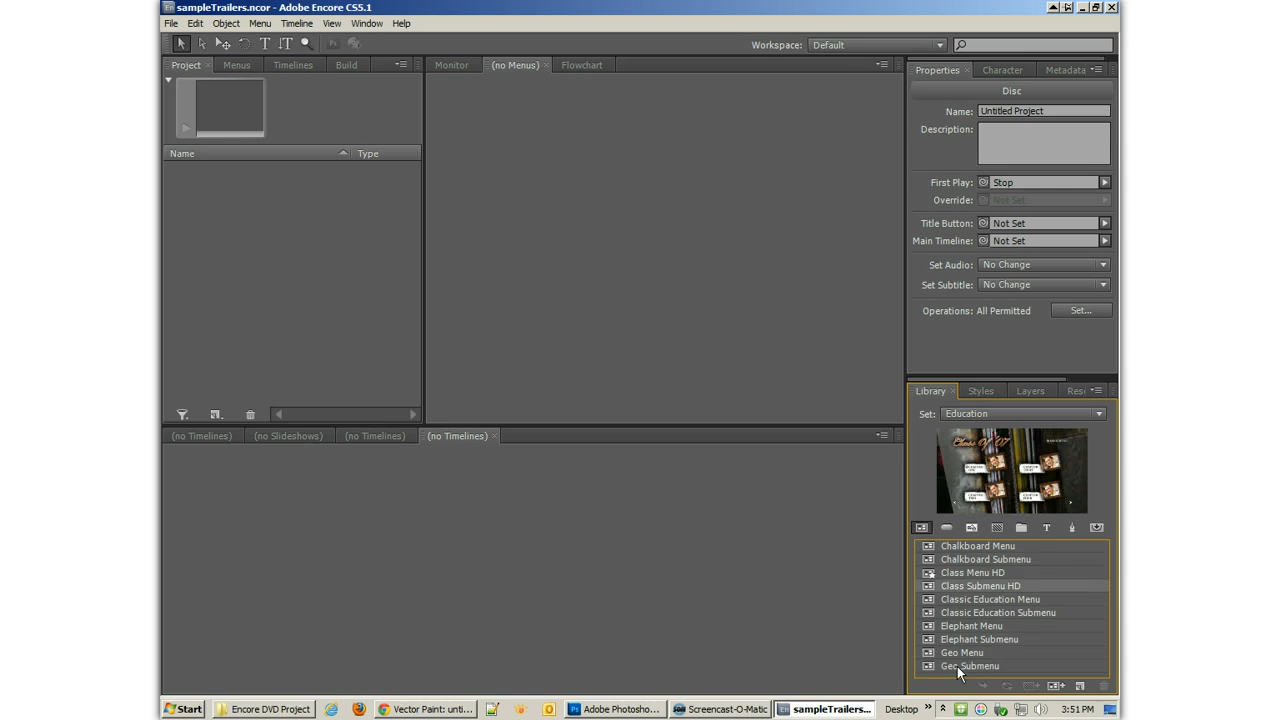 sampleTrailers.ncor - Adobe Encore CS5.1
File Edit Object Menu Timeline View Window Help
Workspace: Default
Project Menus Timelines Build
Monitor (no Menus) Flowchart
Properties Character Metadata
Disc
Name: Untitled Project
Description:
Name Type
First Play: Stop
Override: Not Set
Title Button: Not Set
Main Timeline: Not Set
Set Audio: No Change
Set Subtitle: No Change
Operations: All Permitted Set...
Library Styles Layers Res
Set: Education
(no Timelines) (no Slideshows) (no Timelines) (no Timelines)
Class Of '07
Chalkboard Menu
Chalkboard Submenu
Class Menu HD
Class Submenu HD
Classic Education Menu
Classic Education Submenu
Elephant Menu
Elephant Submenu
Geo Menu
Geo Submenu
Start Encore DVD Project Vector Paint: unti... Adobe Photosho... Screencast-O-Matic sampleTrailers... Desktop 3:51 PM